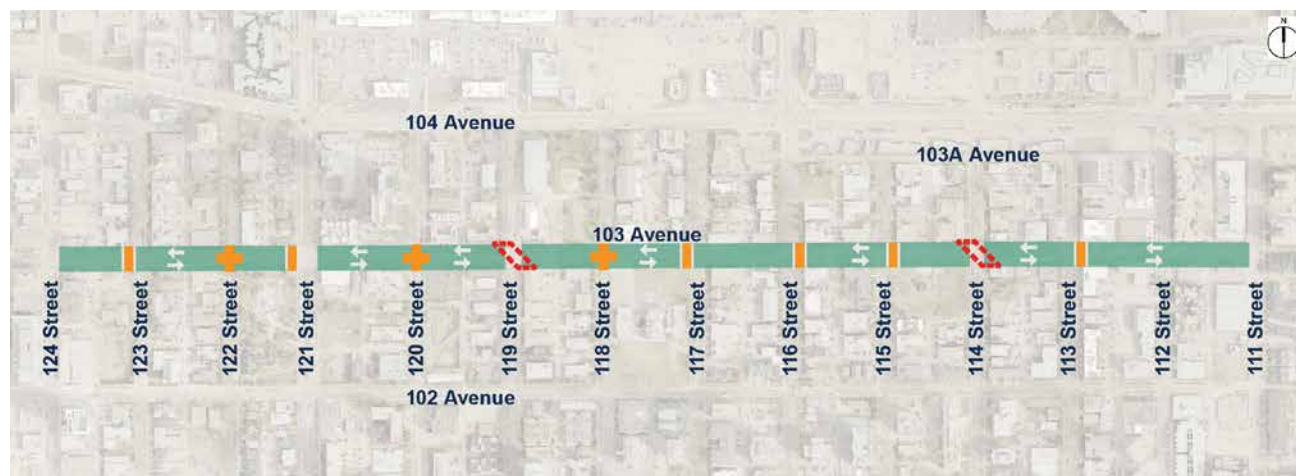 N
104 Avenue
103A Avenue
103 Avenue
124 Street
123 Street
122 Street
121 Street
120 Street
119 Street
118 Street
117 Street
116 Street
115 Street
114 Street
113 Street
112 Street
111 Street
102 Avenue